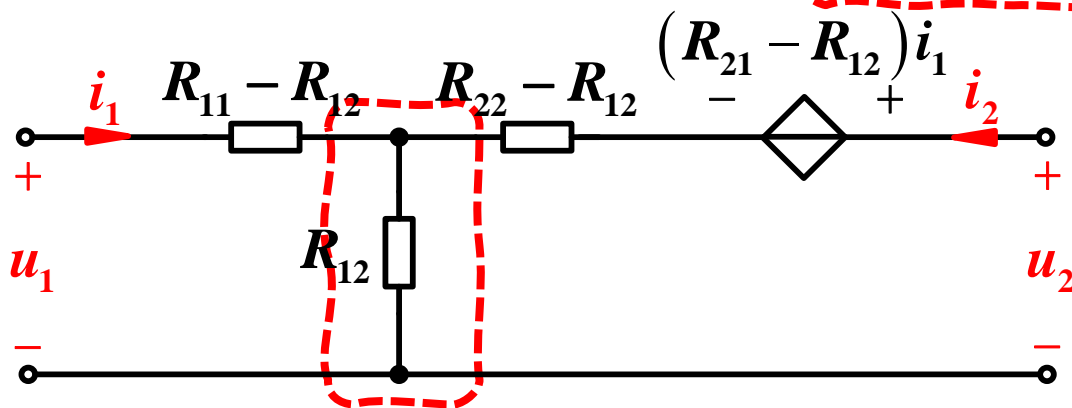 (R₂₁ − R₁₂)i₁
i₁ R₁₁ − R₁₂ R₂₂ − R₁₂ − + i₂
+ +
u₁ R₁₂ u₂
− −